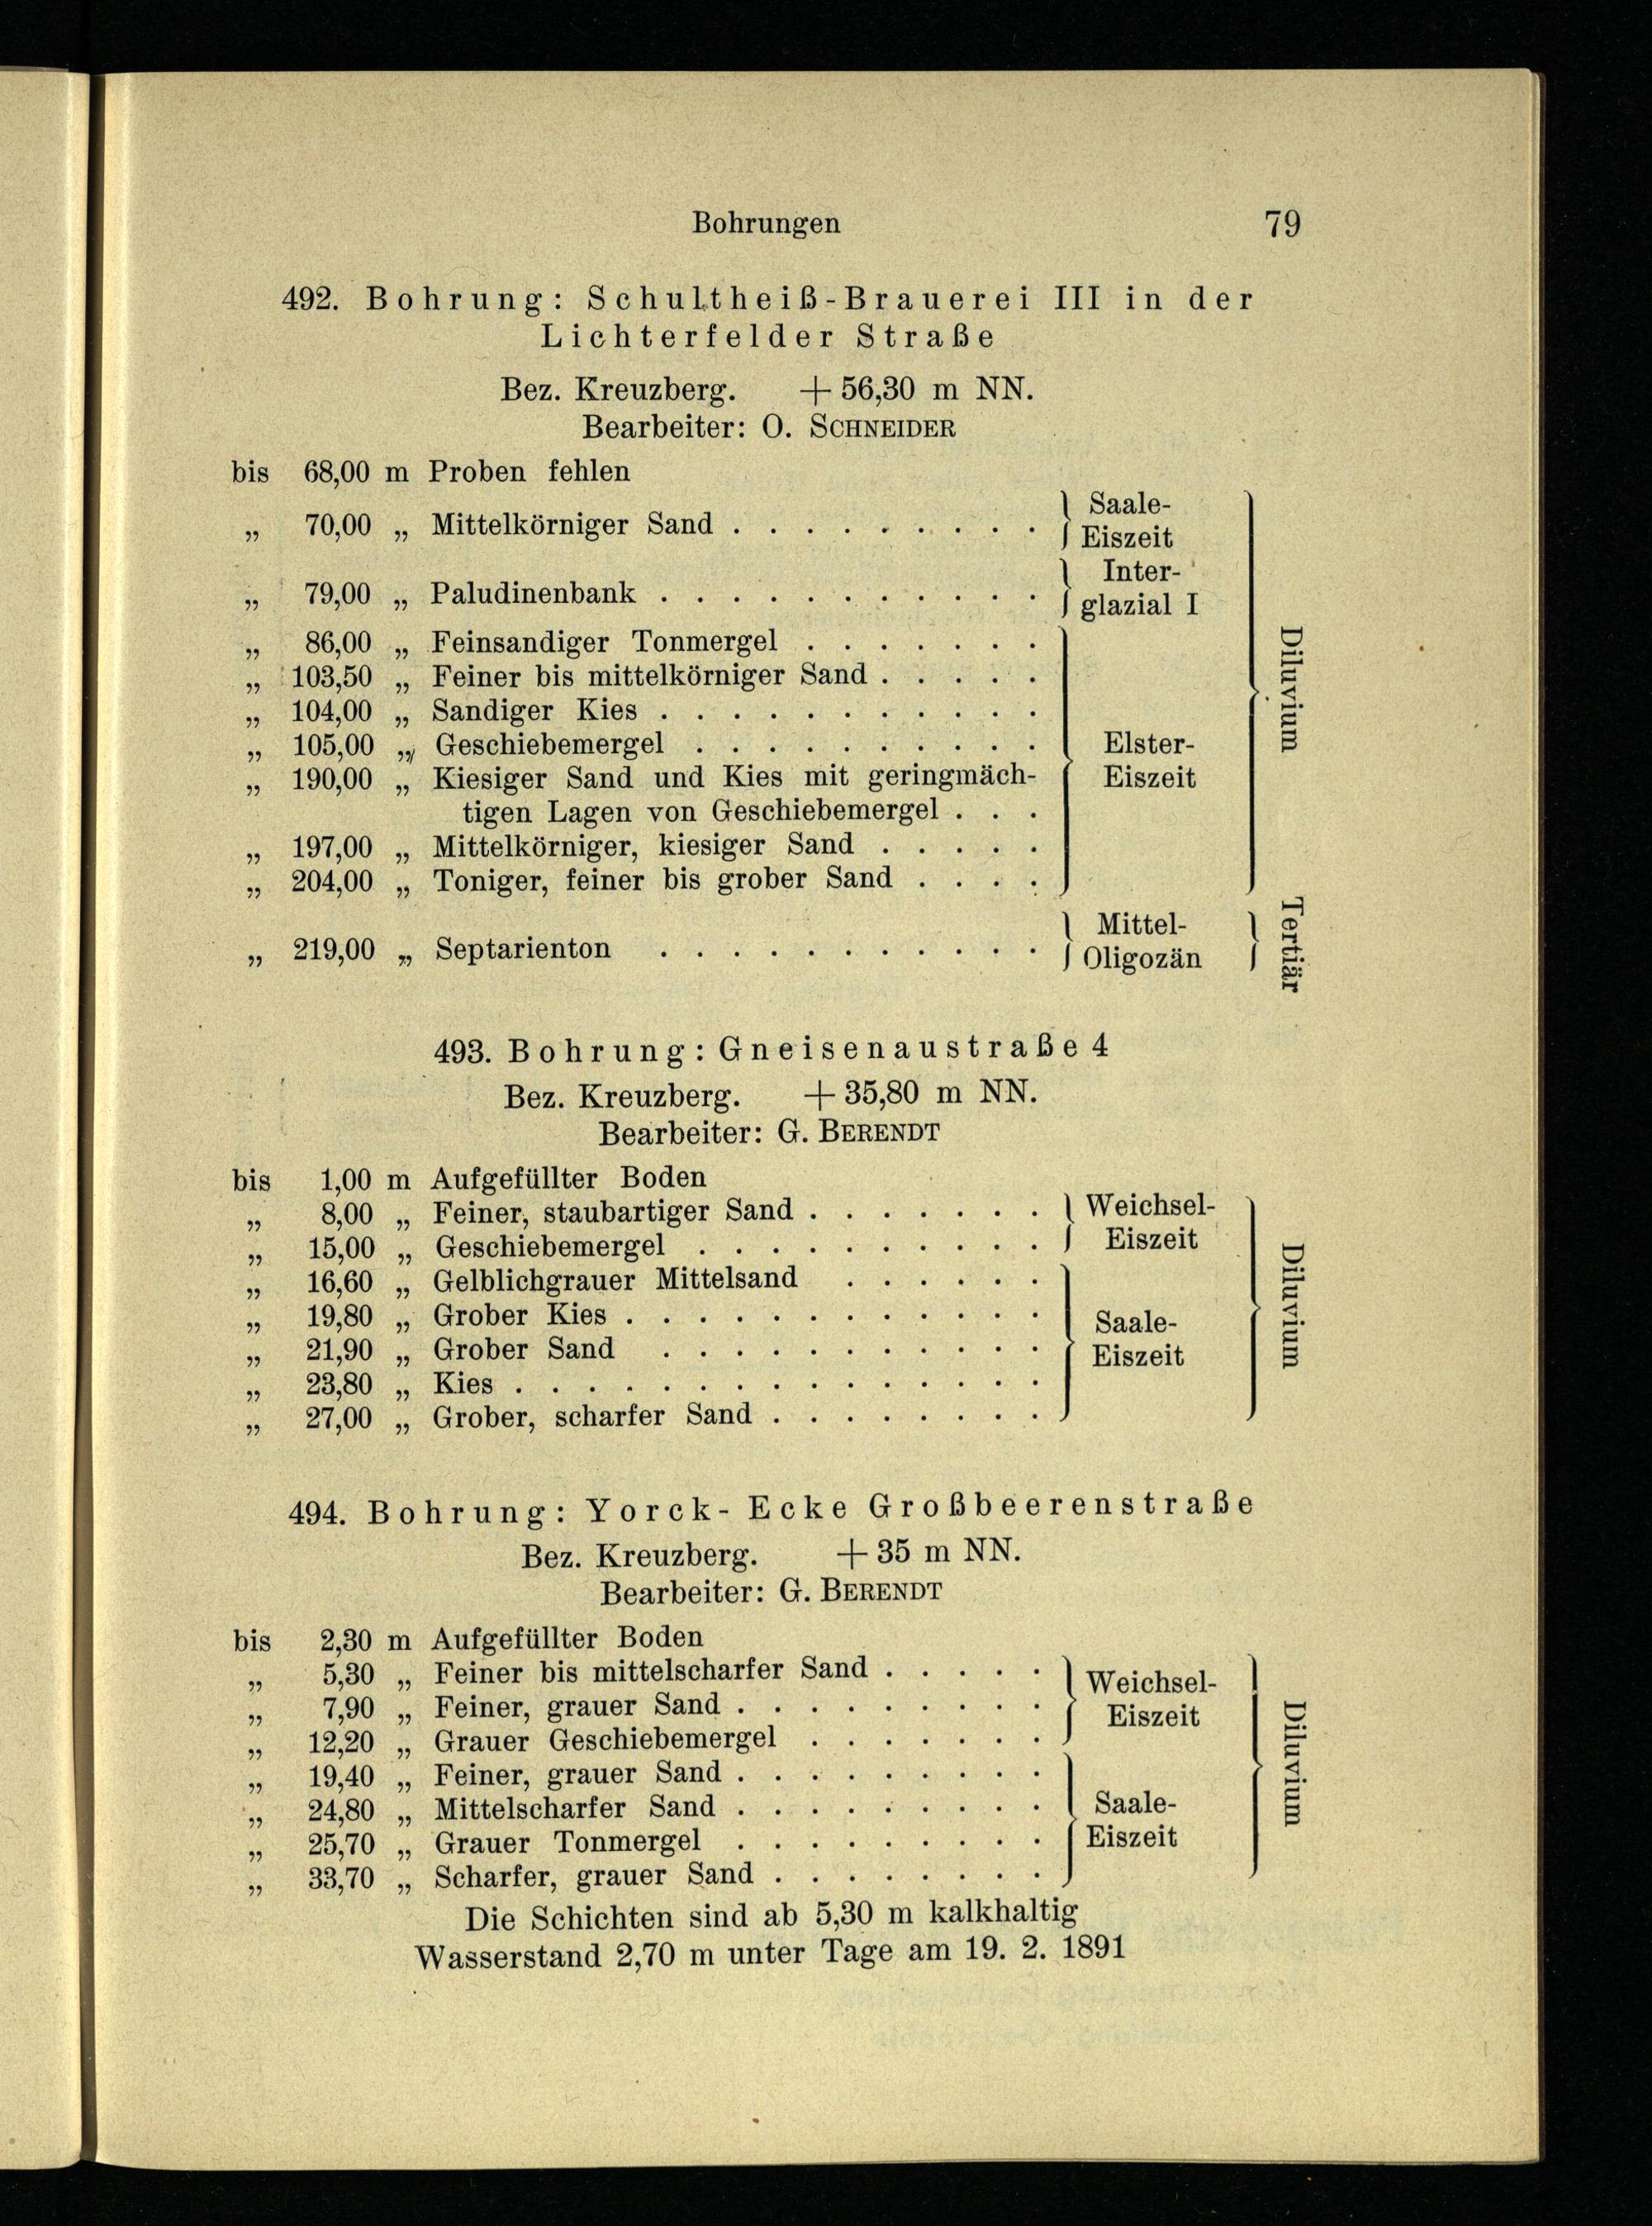 Bohrungen 79
492. Bohrung: Schultheiß-Brauerei III in der
Lichterfelder Straße
Bez. Kreuzberg. + 56,30 m NN.
Bearbeiter: O. SCHNEIDER
bis 68,00 m Proben fehlen
„ 70,00 „ Mittelkörniger Sand . . . . . . . . . } Saale-Eiszeit
„ 79,00 „ Paludinenbank . . . . . . . . . . . } Inter-glazial I
„ 86,00 „ Feinsandiger Tonmergel . . . . . . .
„ 103,50 „ Feiner bis mittelkörniger Sand . . . . .
„ 104,00 „ Sandiger Kies . . . . . . . . . . .
„ 105,00 „ Geschiebemergel . . . . . . . . . . Elster-
„ 190,00 „ Kiesiger Sand und Kies mit geringmäch- Eiszeit
tigen Lagen von Geschiebemergel . . .
„ 197,00 „ Mittelkörniger, kiesiger Sand . . . . .
„ 204,00 „ Toniger, feiner bis grober Sand . . . .
Diluvium
„ 219,00 „ Septarienton . . . . . . . . . . . } Mittel-Oligozän } Tertiär
493. Bohrung: Gneisenaustraße 4
Bez. Kreuzberg. + 35,80 m NN.
Bearbeiter: G. BERENDT
bis 1,00 m Aufgefüllter Boden
„ 8,00 „ Feiner, staubartiger Sand . . . . . . . Weichsel-
„ 15,00 „ Geschiebemergel . . . . . . . . . . Eiszeit
„ 16,60 „ Gelblichgrauer Mittelsand . . . . . .
„ 19,80 „ Grober Kies . . . . . . . . . . . . Saale-
„ 21,90 „ Grober Sand . . . . . . . . . . . Eiszeit
„ 23,80 „ Kies . . . . . . . . . . . . . . .
„ 27,00 „ Grober, scharfer Sand . . . . . . . .
Diluvium
494. Bohrung: Yorck- Ecke Großbeerenstraße
Bez. Kreuzberg. + 35 m NN.
Bearbeiter: G. BERENDT
bis 2,30 m Aufgefüllter Boden
„ 5,30 „ Feiner bis mittelscharfer Sand . . . . . Weichsel-
„ 7,90 „ Feiner, grauer Sand . . . . . . . . . Eiszeit
„ 12,20 „ Grauer Geschiebemergel . . . . . . .
„ 19,40 „ Feiner, grauer Sand . . . . . . . . .
„ 24,80 „ Mittelscharfer Sand . . . . . . . . . Saale-
„ 25,70 „ Grauer Tonmergel . . . . . . . . . Eiszeit
„ 33,70 „ Scharfer, grauer Sand . . . . . . . .
Diluvium
Die Schichten sind ab 5,30 m kalkhaltig
Wasserstand 2,70 m unter Tage am 19. 2. 1891